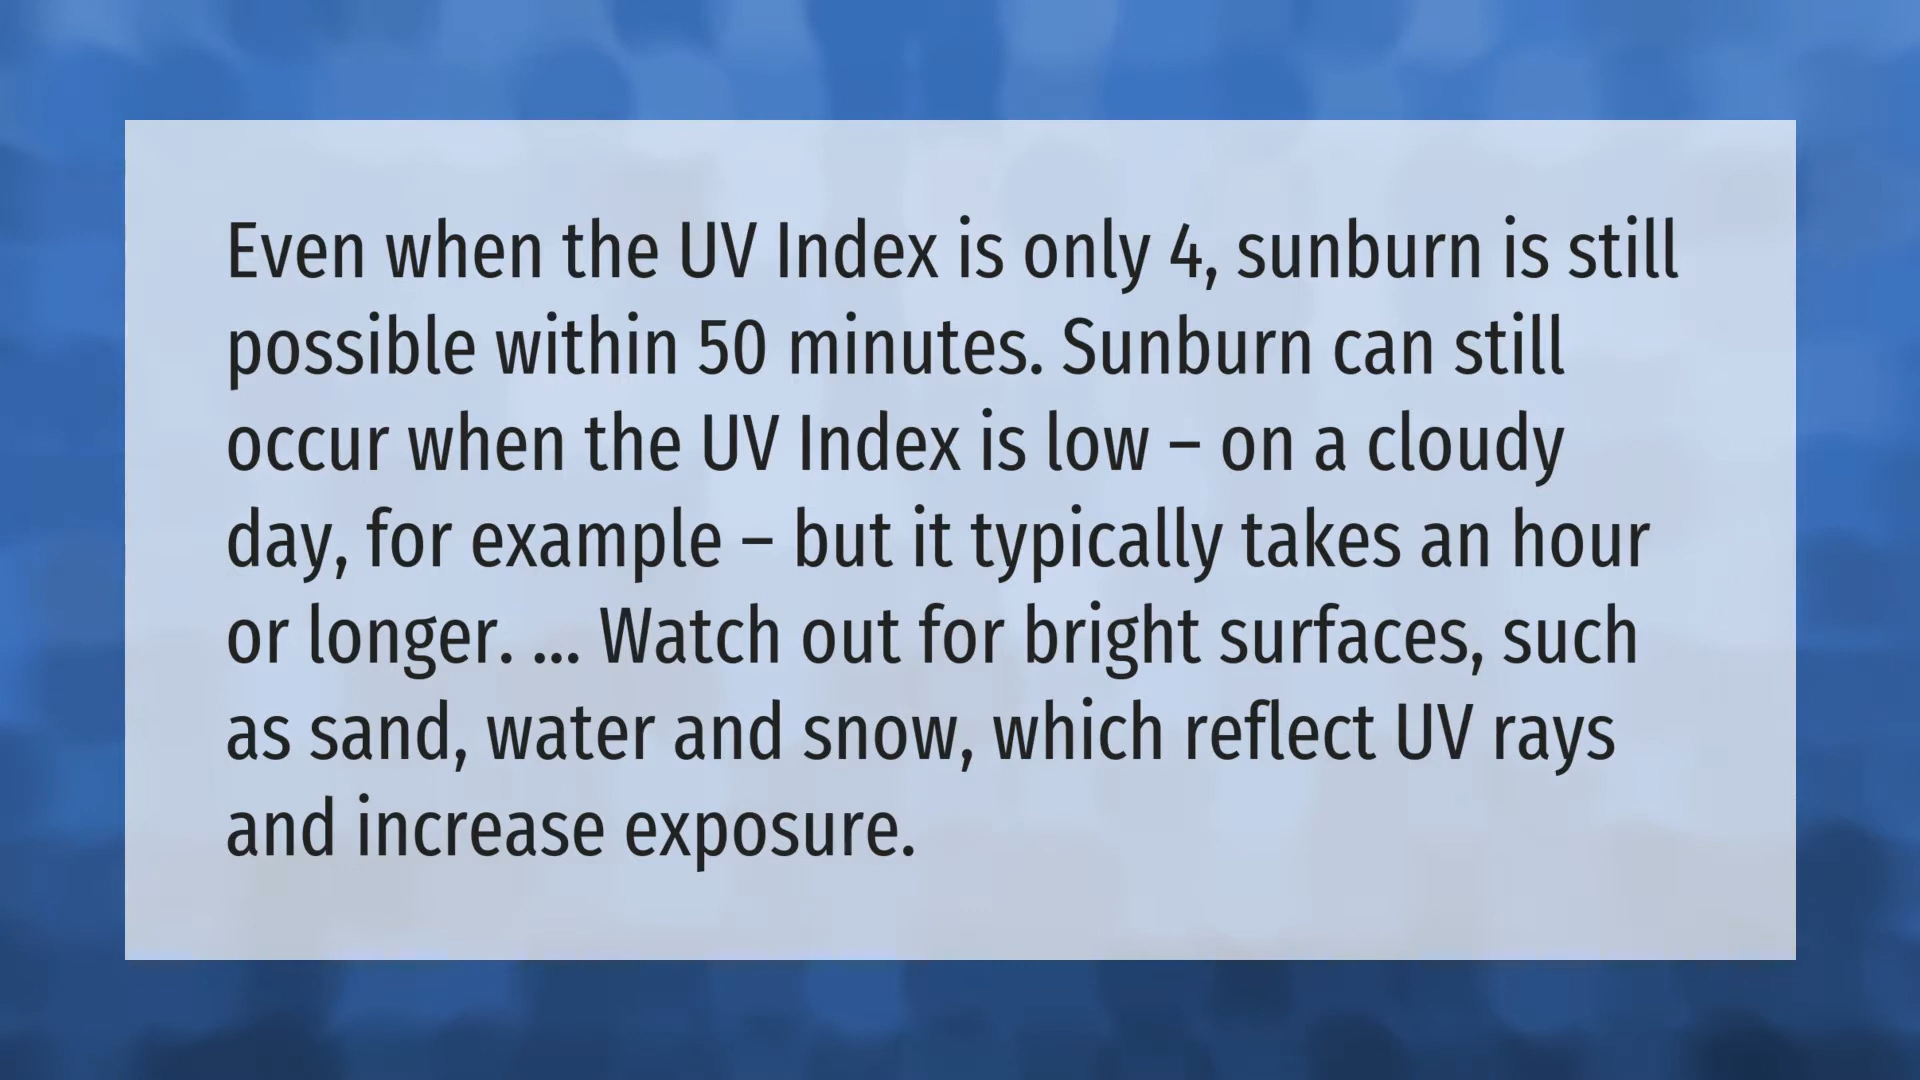 Even when the UV Index is only 4, sunburn is still
possible within 50 minutes. Sunburn can still
occur when the UV Index is low – on a cloudy
day, for example – but it typically takes an hour
or longer. ... Watch out for bright surfaces, such
as sand, water and snow, which reflect UV rays
and increase exposure.